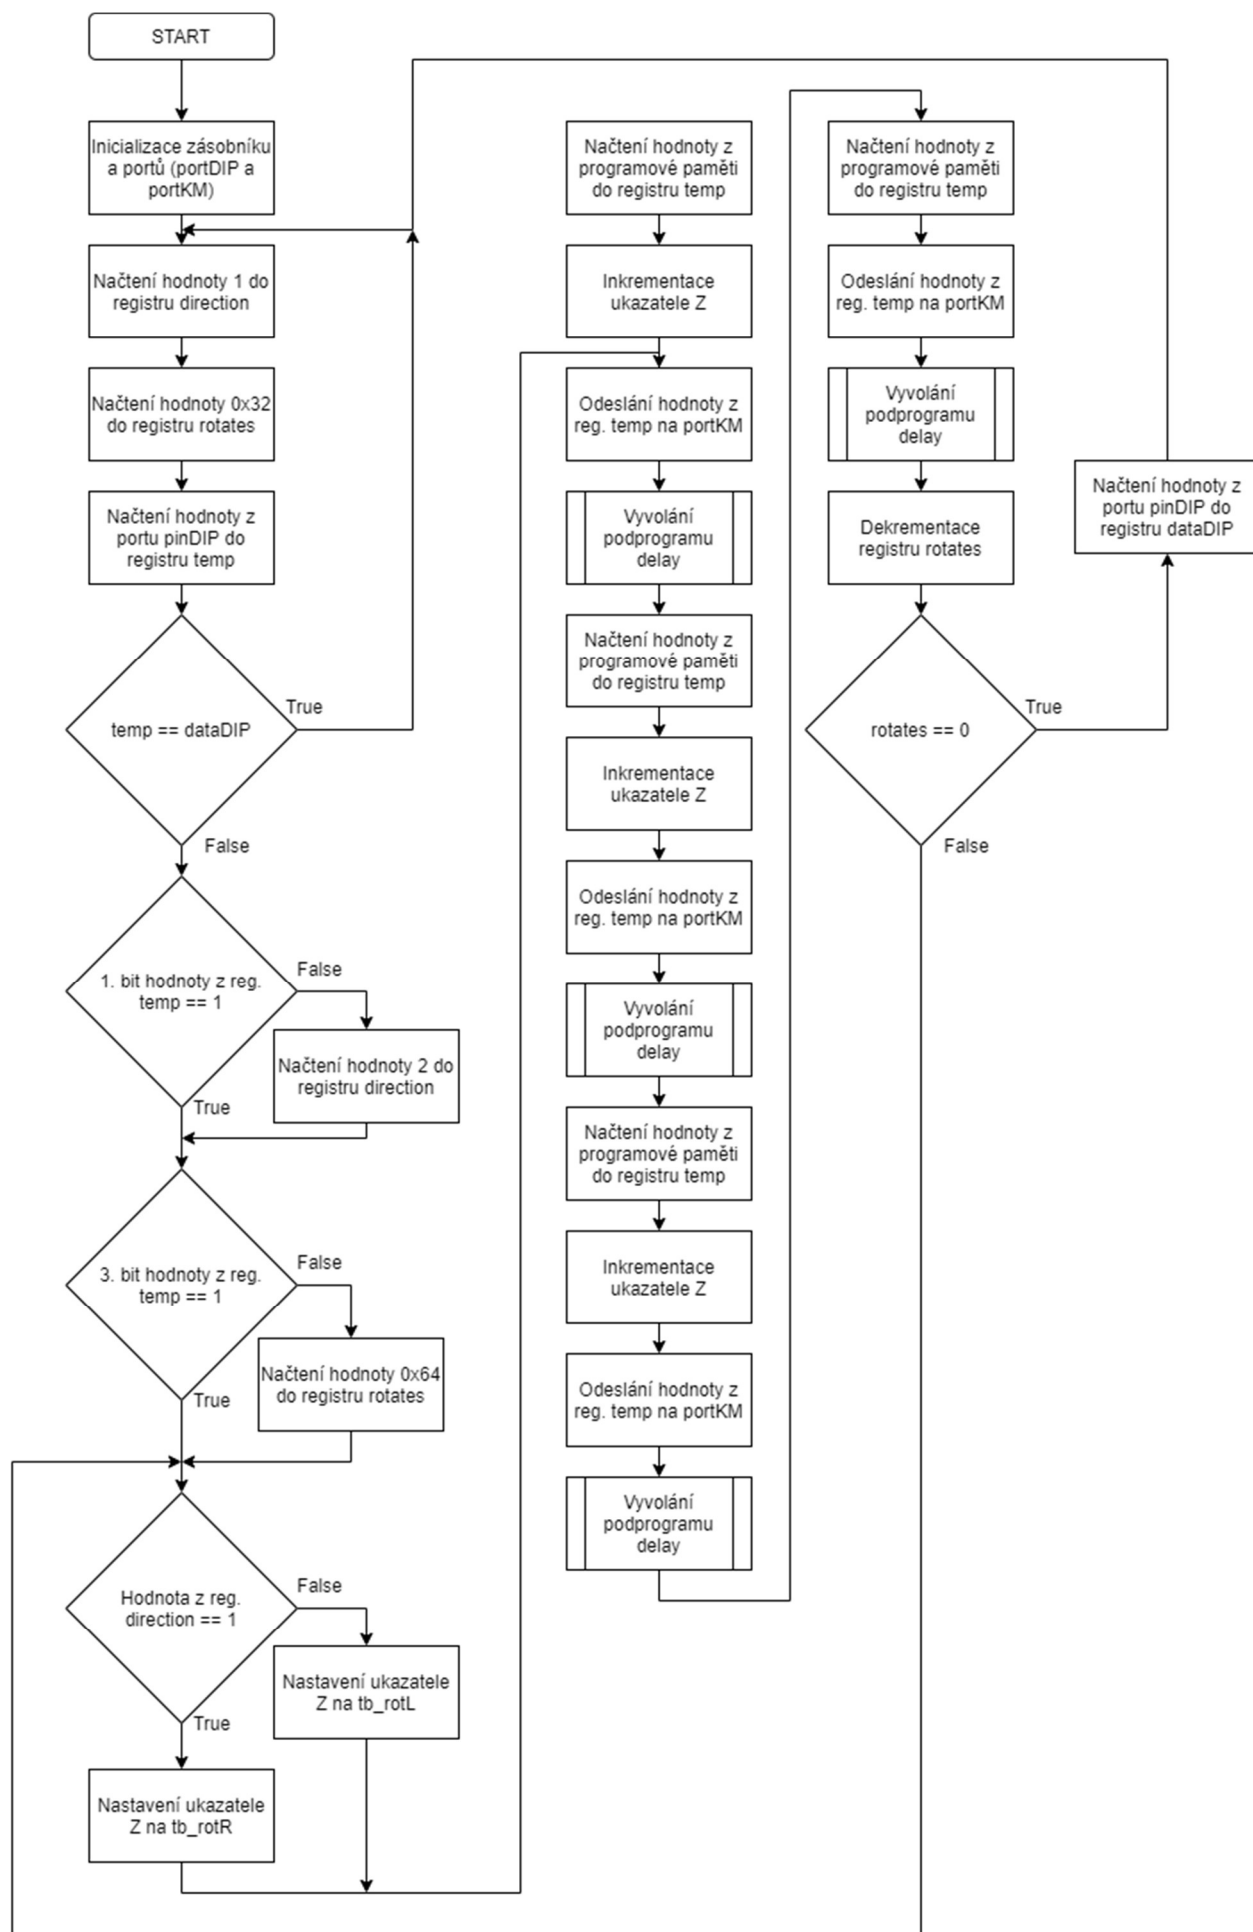 START
Inicializace zásobníku
a portů (portDIP a
portKM)
Načtení hodnoty 1 do
registru direction
Načtení hodnoty 0x32
do registru rotates
Načtení hodnoty z
portu pinDIP do
registru temp
temp == dataDIP
True
False
1. bit hodnoty z reg.
temp == 1
False
Načtení hodnoty 2 do
registru direction
True
3. bit hodnoty z reg.
temp == 1
False
Načtení hodnoty 0x64
do registru rotates
True
Hodnota z reg.
direction == 1
False
Nastavení ukazatele
Z na tb_rotL
True
Nastavení ukazatele
Z na tb_rotR
Načtení hodnoty z
programové paměti
do registru temp
Inkrementace
ukazatele Z
Odeslání hodnoty z
reg. temp na portKM
Vyvolání
podprogramu
delay
Načtení hodnoty z
programové paměti
do registru temp
Inkrementace
ukazatele Z
Odeslání hodnoty z
reg. temp na portKM
Vyvolání
podprogramu
delay
Načtení hodnoty z
programové paměti
do registru temp
Inkrementace
ukazatele Z
Odeslání hodnoty z
reg. temp na portKM
Vyvolání
podprogramu
delay
Načtení hodnoty z
programové paměti
do registru temp
Odeslání hodnoty z
reg. temp na portKM
Vyvolání
podprogramu
delay
Dekrementace
registru rotates
rotates == 0
True
False
Načtení hodnoty z
portu pinDIP do
registru dataDIP